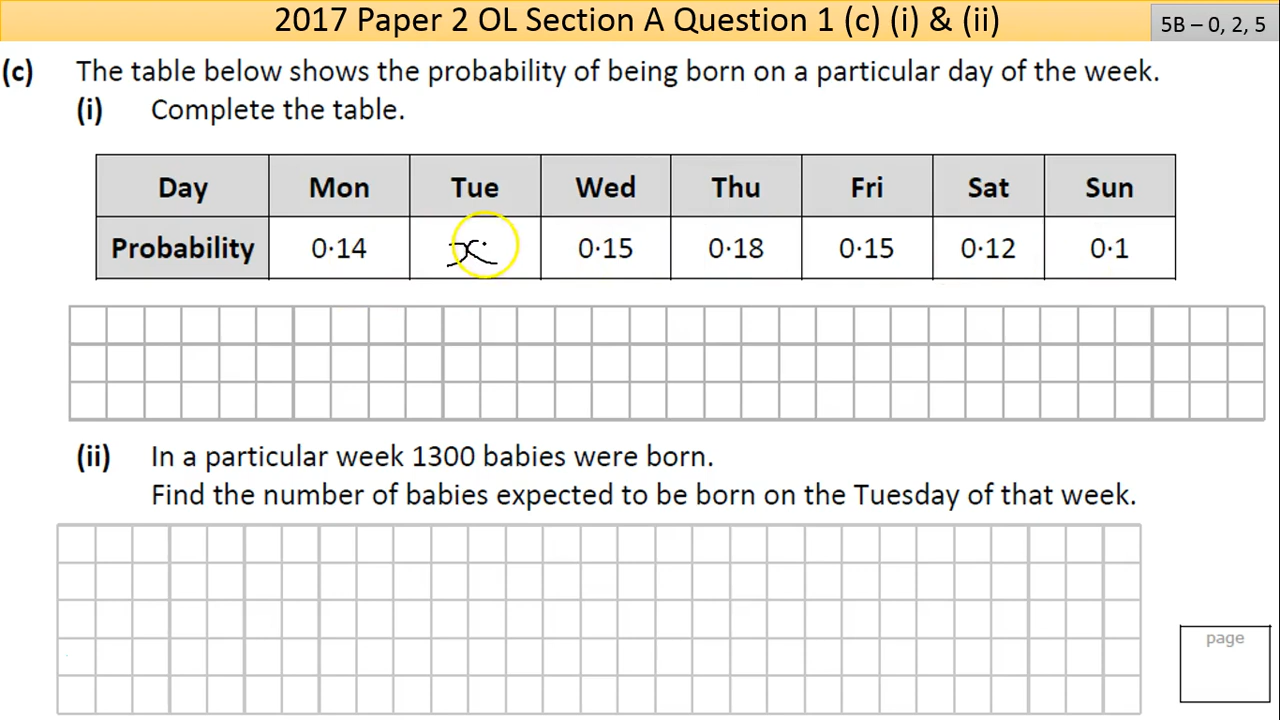 2017 Paper 2 OL Section A Question 1 (c) (i) & (ii)
5B – 0, 2, 5
(c) The table below shows the probability of being born on a particular day of the week.
(i) Complete the table.
Day Mon Tue Wed Thu Fri Sat Sun
Probability 0·14 x 0·15 0·18 0·15 0·12 0·1
(ii) In a particular week 1300 babies were born.
Find the number of babies expected to be born on the Tuesday of that week.
page